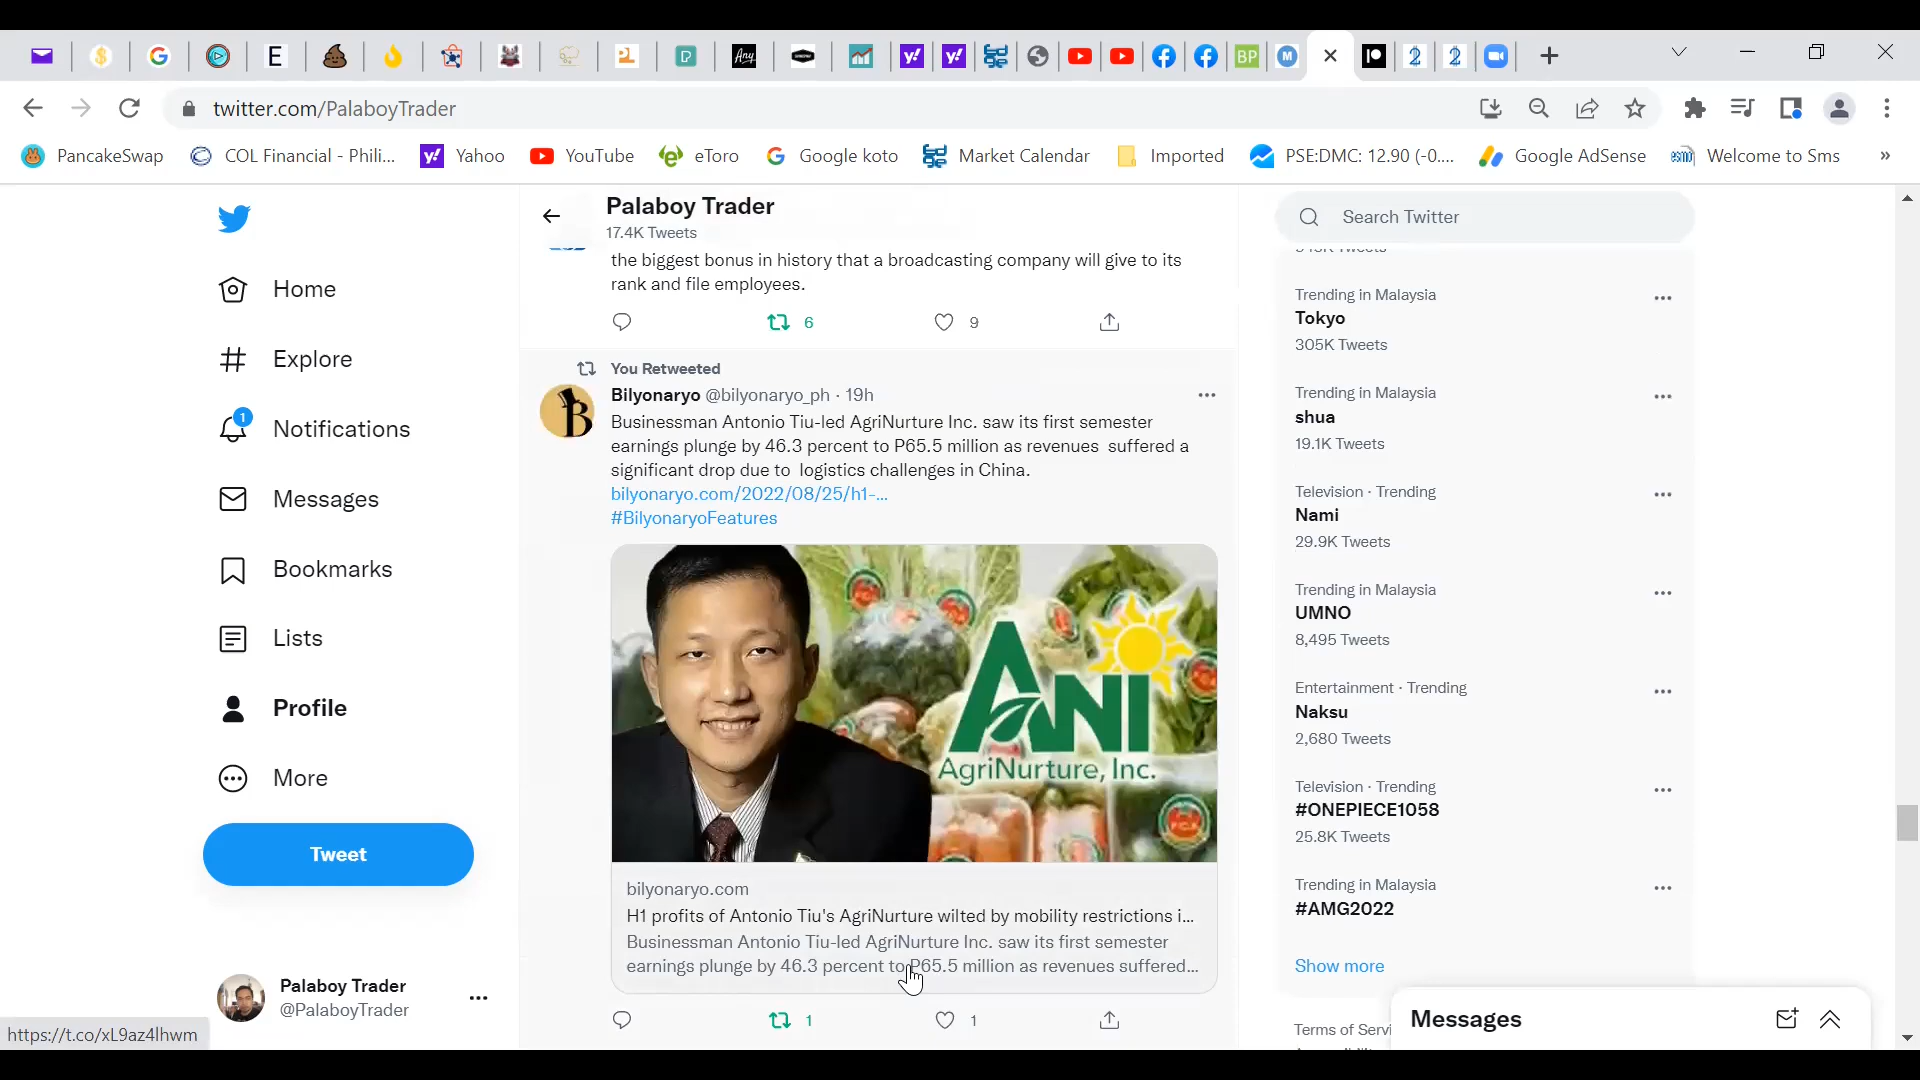 twitter.com/PalaboyTrader
PancakeSwap
COL Financial - Phili...
Yahoo
YouTube
eToro
Google koto
Market Calendar
Imported
PSE:DMC: 12.90 (-0....
Google AdSense
Welcome to Sms
»
Home
Explore
1
Notifications
Messages
Bookmarks
Lists
Profile
More
Tweet
Palaboy Trader
@PalaboyTrader
https://t.co/xL9az4lhwm
Palaboy Trader
17.4K Tweets
the biggest bonus in history that a broadcasting company will give to its
rank and file employees.
6
9
You Retweeted
Bilyonaryo @bilyonaryo_ph · 19h
Businessman Antonio Tiu-led AgriNurture Inc. saw its first semester
earnings plunge by 46.3 percent to P65.5 million as revenues suffered a
significant drop due to logistics challenges in China.
bilyonaryo.com/2022/08/25/h1-...
#BilyonaryoFeatures
ANI
AgriNurture, Inc.
bilyonaryo.com
H1 profits of Antonio Tiu's AgriNurture wilted by mobility restrictions i...
Businessman Antonio Tiu-led AgriNurture Inc. saw its first semester
earnings plunge by 46.3 percent to P65.5 million as revenues suffered...
1
1
Search Twitter
Trending in Malaysia
Tokyo
305K Tweets
Trending in Malaysia
shua
19.1K Tweets
Television · Trending
Nami
29.9K Tweets
Trending in Malaysia
UMNO
8,495 Tweets
Entertainment · Trending
Naksu
2,680 Tweets
Television · Trending
#ONEPIECE1058
25.8K Tweets
Trending in Malaysia
#AMG2022
Show more
Terms of Servi
Messages